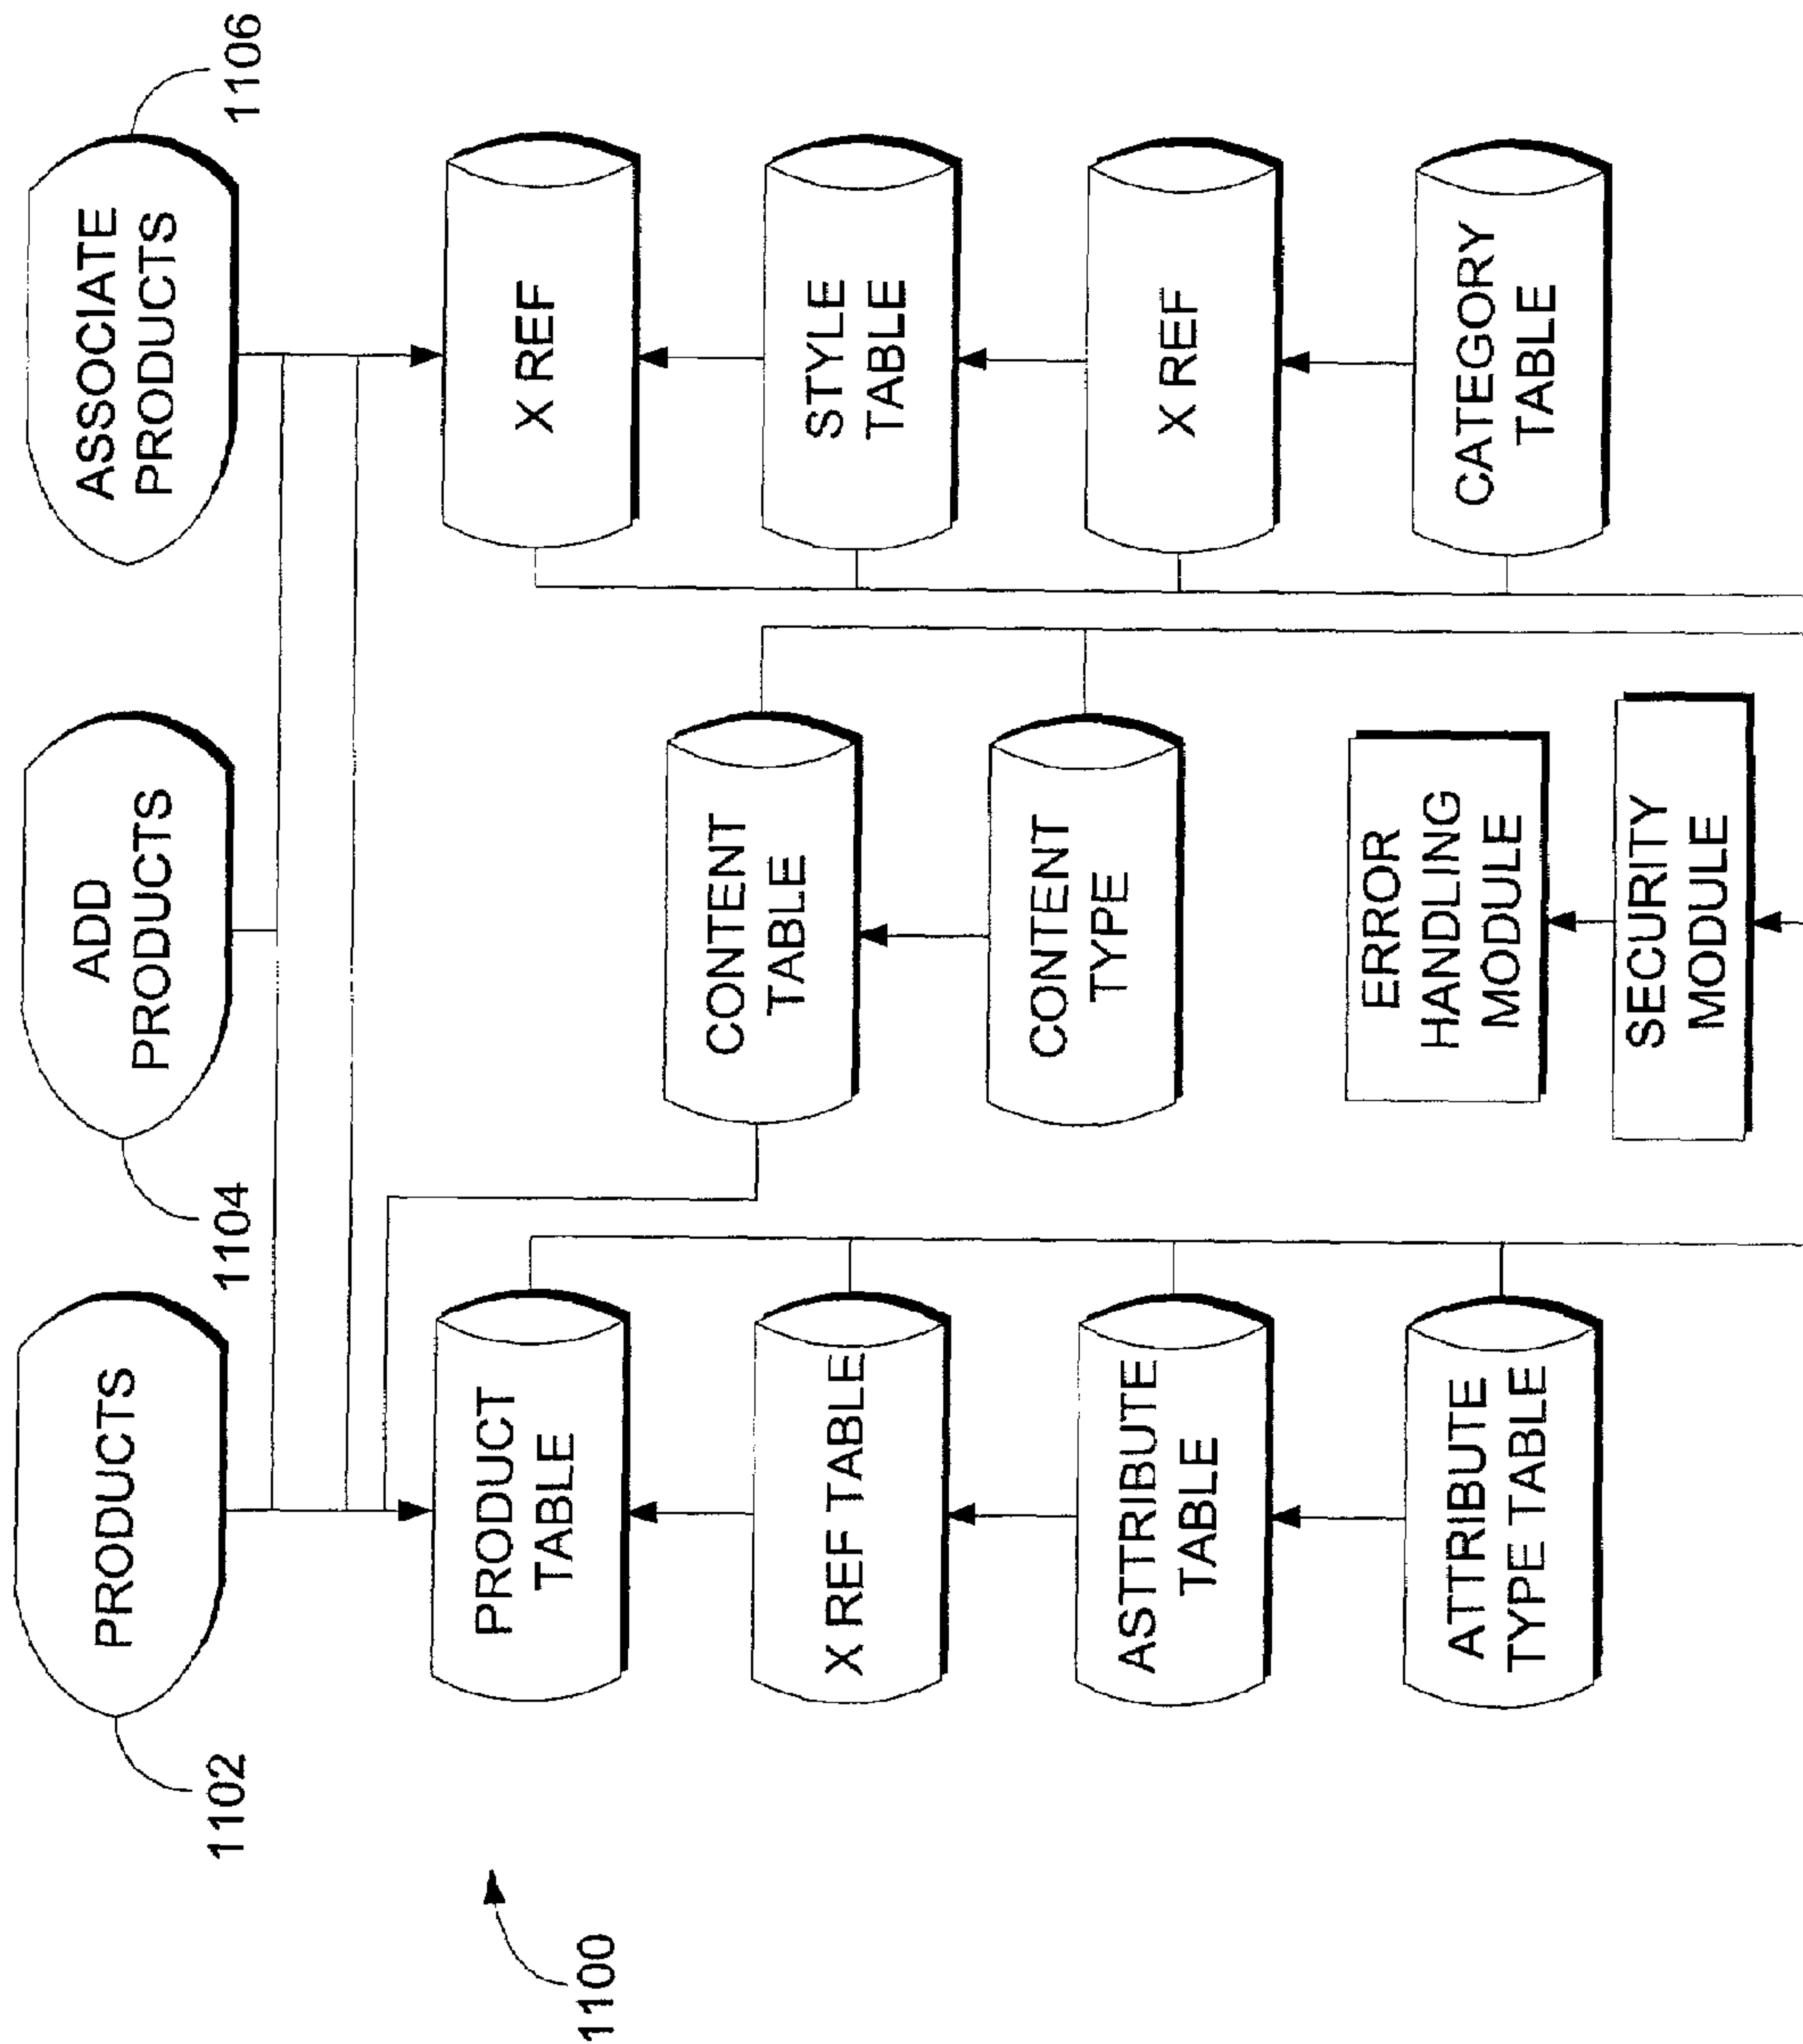 PRODUCTS
1102
ADD
PRODUCTS
1104
ASSOCIATE
PRODUCTS
1106
1100
PRODUCT
TABLE
X REF TABLE
ASTTRIBUTE
TABLE
ATTRIBUTE
TYPE TABLE
CONTENT
TABLE
CONTENT
TYPE
ERROR
HANDLING
MODULE
SECURITY
MODULE
X REF
STYLE
TABLE
X REF
CATEGORY
TABLE